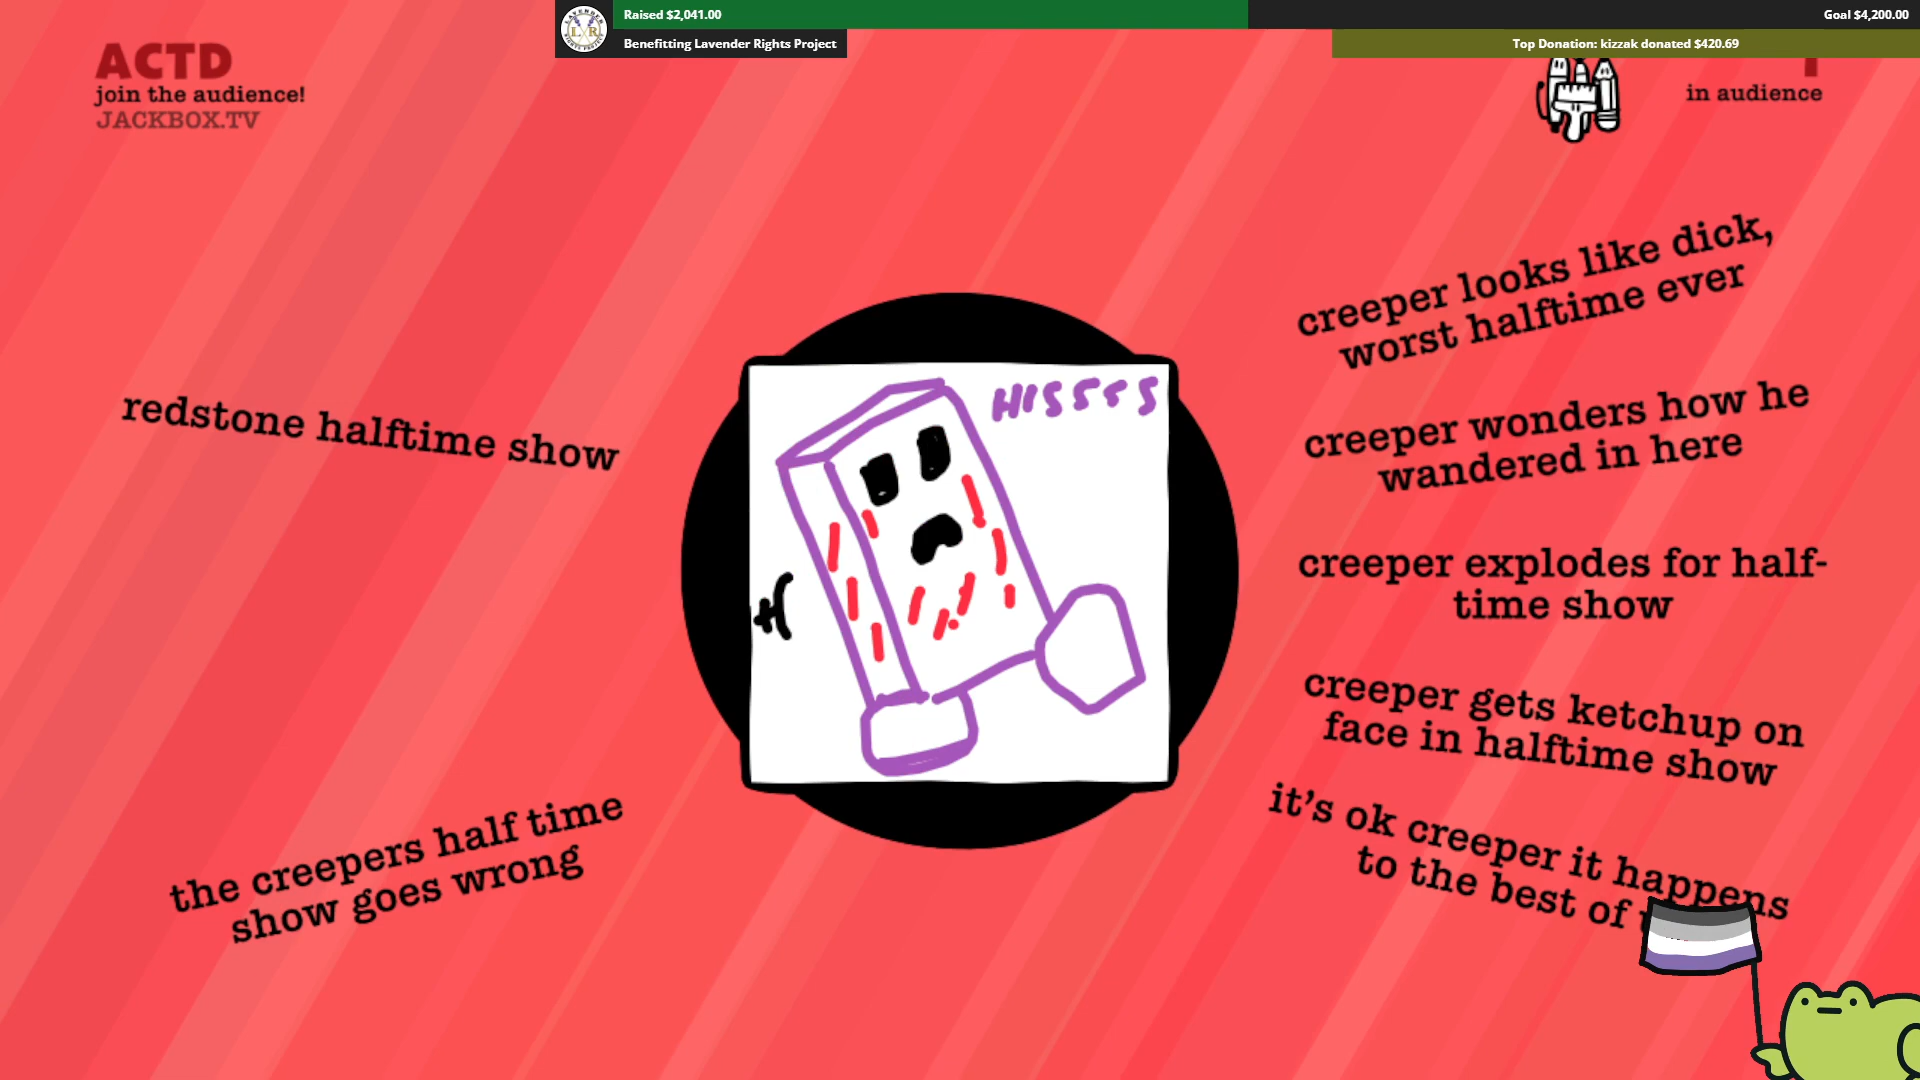 Raised $2,041.00
Goal $4,200.00
Benefitting Lavender Rights Project
Top Donation: kizzak donated $420.69
ACTD
join the audience!
JACKBOX.TV
in audience
redstone halftime show
the creepers half time
show goes wrong
HISSSS
H
creeper looks like dick,
worst halftime ever
creeper wonders how he
wandered in here
creeper explodes for half-
time show
creeper gets ketchup on
face in halftime show
it's ok creeper it happens
to the best of